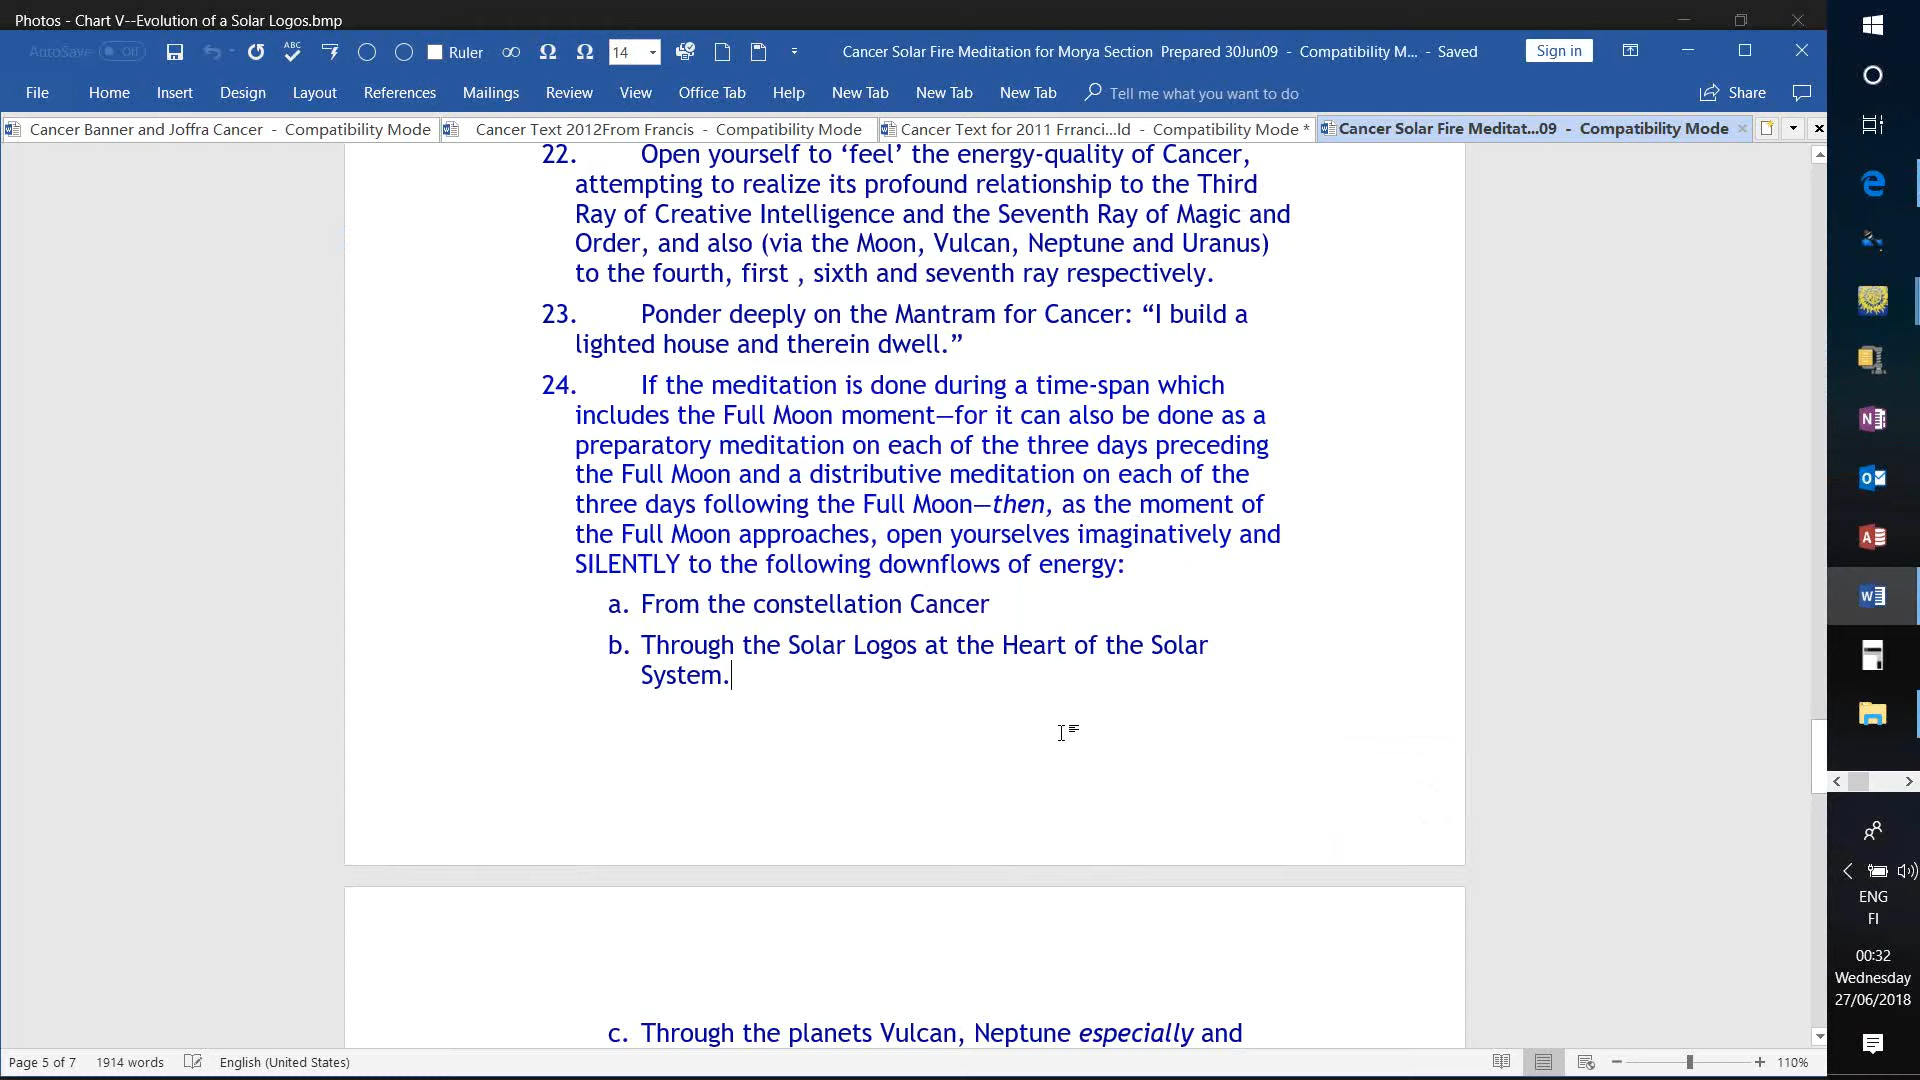 Photos - Chart V--Evolution of a Solar Logos.bmp
AutoSave Off
ABC
Ruler
14
Cancer Solar Fire Meditation for Morya Section Prepared 30Jun09 - Compatibility M... - Saved
Sign in
File Home Insert Design Layout References Mailings Review View Office Tab Help New Tab New Tab New Tab Tell me what you want to do Share
Cancer Banner and Joffra Cancer - Compatibility Mode
Cancer Text 2012From Francis - Compatibility Mode
Cancer Text for 2011 Frranci...ld - Compatibility Mode *
Cancer Solar Fire Meditat...09 - Compatibility Mode
22. Open yourself to ‘feel’ the energy-quality of Cancer,
attempting to realize its profound relationship to the Third
Ray of Creative Intelligence and the Seventh Ray of Magic and
Order, and also (via the Moon, Vulcan, Neptune and Uranus)
to the fourth, first , sixth and seventh ray respectively.
23. Ponder deeply on the Mantram for Cancer: “I build a
lighted house and therein dwell.”
24. If the meditation is done during a time-span which
includes the Full Moon moment—for it can also be done as a
preparatory meditation on each of the three days preceding
the Full Moon and a distributive meditation on each of the
three days following the Full Moon—then, as the moment of
the Full Moon approaches, open yourselves imaginatively and
SILENTLY to the following downflows of energy:
a. From the constellation Cancer
b. Through the Solar Logos at the Heart of the Solar
System.
c. Through the planets Vulcan, Neptune especially and
Page 5 of 7 1914 words English (United States) 110%
ENG
FI
00:32
Wednesday
27/06/2018